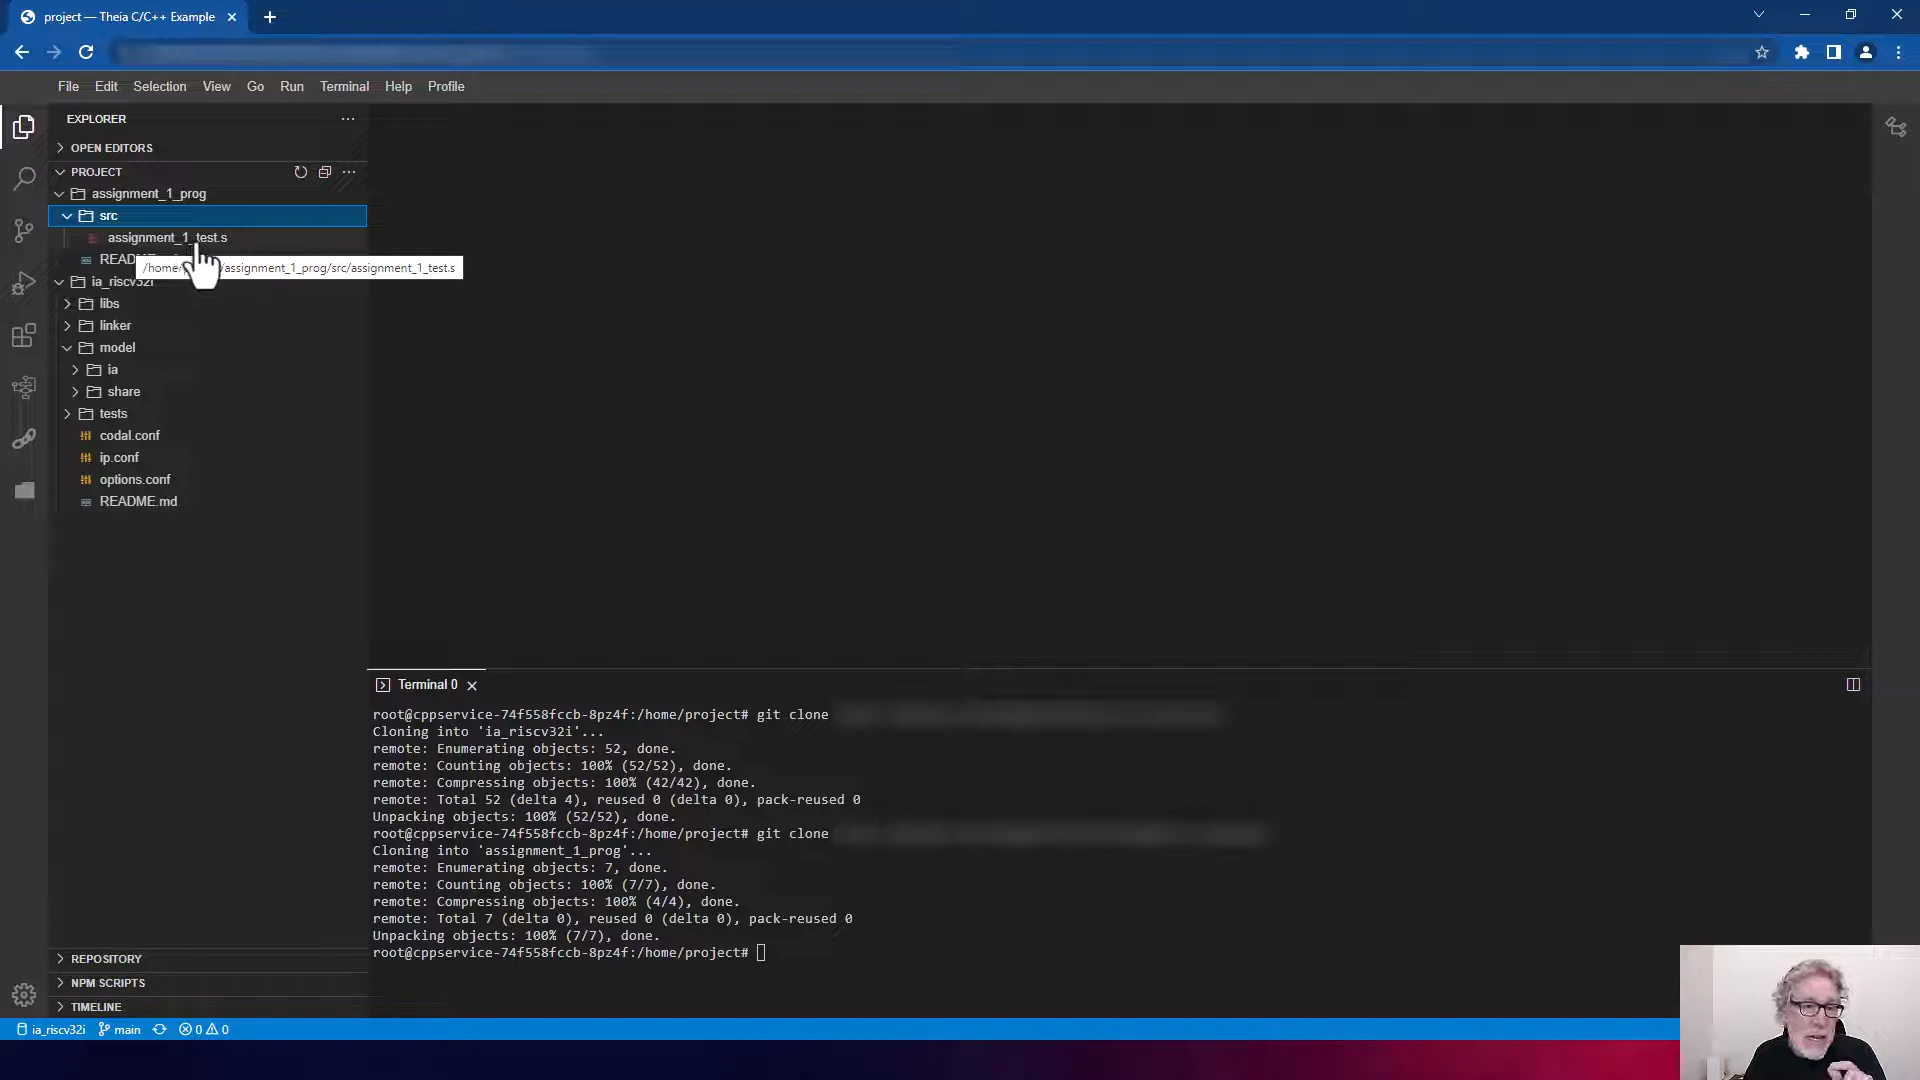 project — Theia C/C++ Example
File Edit Selection View Go Run Terminal Help Profile
EXPLORER
OPEN EDITORS
PROJECT
assignment_1_prog
src
assignment_1_test.s
/assignment_1_prog/src/assignment_1_test.s
ia_riscv32i
libs
linker
model
ia
share
tests
codal.conf
ip.conf
options.conf
README.md
REPOSITORY
NPM SCRIPTS
TIMELINE
Terminal 0
root@cppservice-74f558fccb-8pz4f:/home/project# git clone
Cloning into 'ia_riscv32i'...
remote: Enumerating objects: 52, done.
remote: Counting objects: 100% (52/52), done.
remote: Compressing objects: 100% (42/42), done.
remote: Total 52 (delta 4), reused 0 (delta 0), pack-reused 0
Unpacking objects: 100% (52/52), done.
root@cppservice-74f558fccb-8pz4f:/home/project# git clone
Cloning into 'assignment_1_prog'...
remote: Enumerating objects: 7, done.
remote: Counting objects: 100% (7/7), done.
remote: Compressing objects: 100% (4/4), done.
remote: Total 7 (delta 0), reused 0 (delta 0), pack-reused 0
Unpacking objects: 100% (7/7), done.
root@cppservice-74f558fccb-8pz4f:/home/project#
ia_riscv32i main 0 0